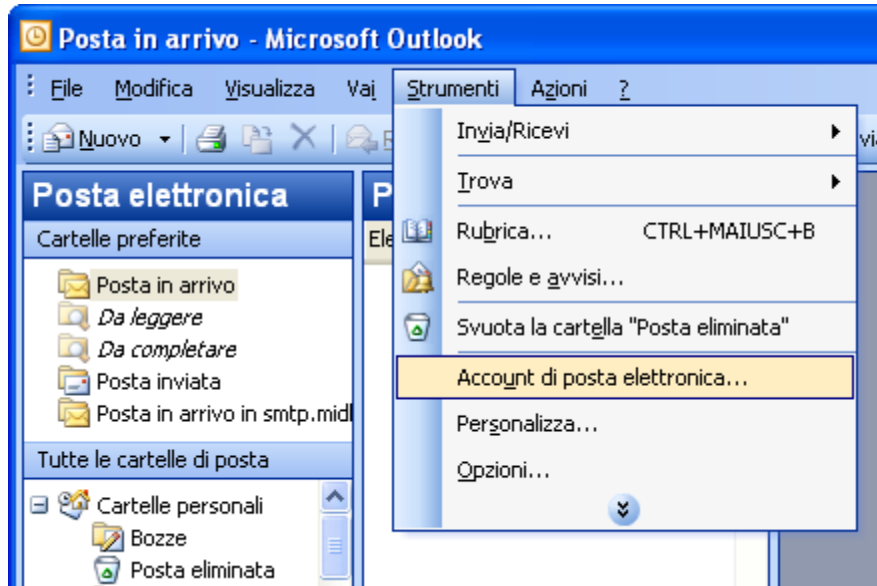 Posta in arrivo - Microsoft Outlook
File Modifica Visualizza Vai Strumenti Azioni ?
Nuovo
Invia/Ricevi
Trova
Rubrica... CTRL+MAIUSC+B
Regole e avvisi...
Svuota la cartella "Posta eliminata"
Account di posta elettronica...
Personalizza...
Opzioni...
Posta elettronica
Cartelle preferite
Posta in arrivo
Da leggere
Da completare
Posta inviata
Posta in arrivo in smtp.mid
Tutte le cartelle di posta
Cartelle personali
Bozze
Posta eliminata